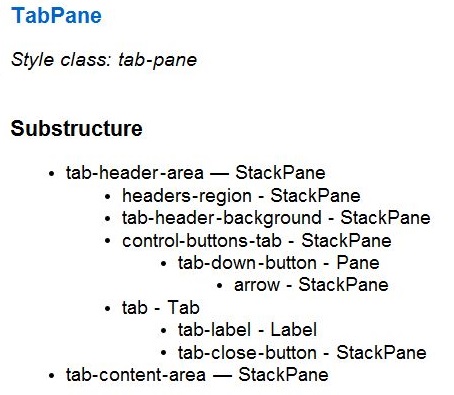 TabPane
Style class: tab-pane
Substructure
• tab-header-area — StackPane
• headers-region - StackPane
• tab-header-background - StackPane
• control-buttons-tab - StackPane
• tab-down-button - Pane
• arrow - StackPane
• tab - Tab
• tab-label - Label
• tab-close-button - StackPane
• tab-content-area — StackPane